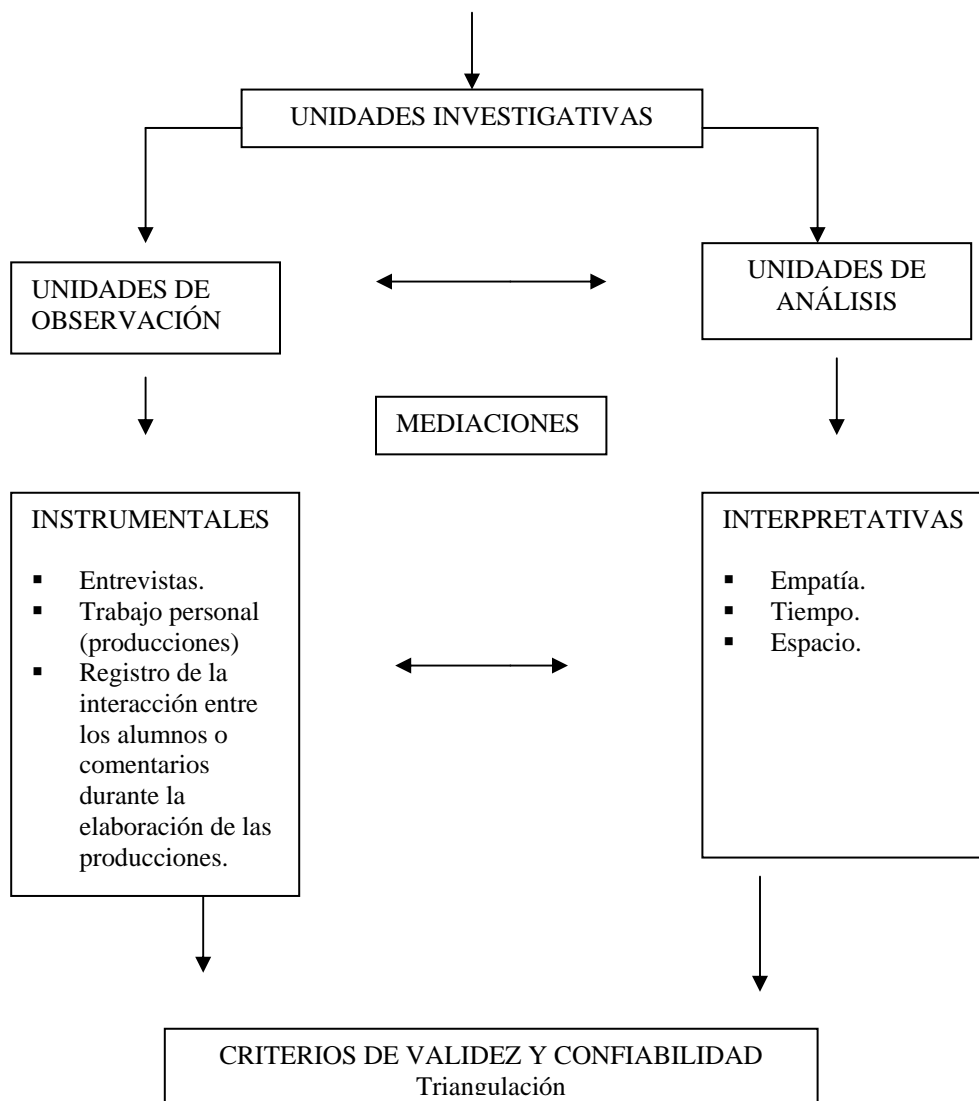 UNIDADES INVESTIGATIVAS
UNIDADES DE
OBSERVACIÓN
UNIDADES DE
ANÁLISIS
MEDIACIONES
INSTRUMENTALES
▪ Entrevistas.
▪ Trabajo personal
(producciones)
▪ Registro de la
interacción entre
los alumnos o
comentarios
durante la
elaboración de las
producciones.
INTERPRETATIVAS
▪ Empatía.
▪ Tiempo.
▪ Espacio.
CRITERIOS DE VALIDEZ Y CONFIABILIDAD
Triangulación